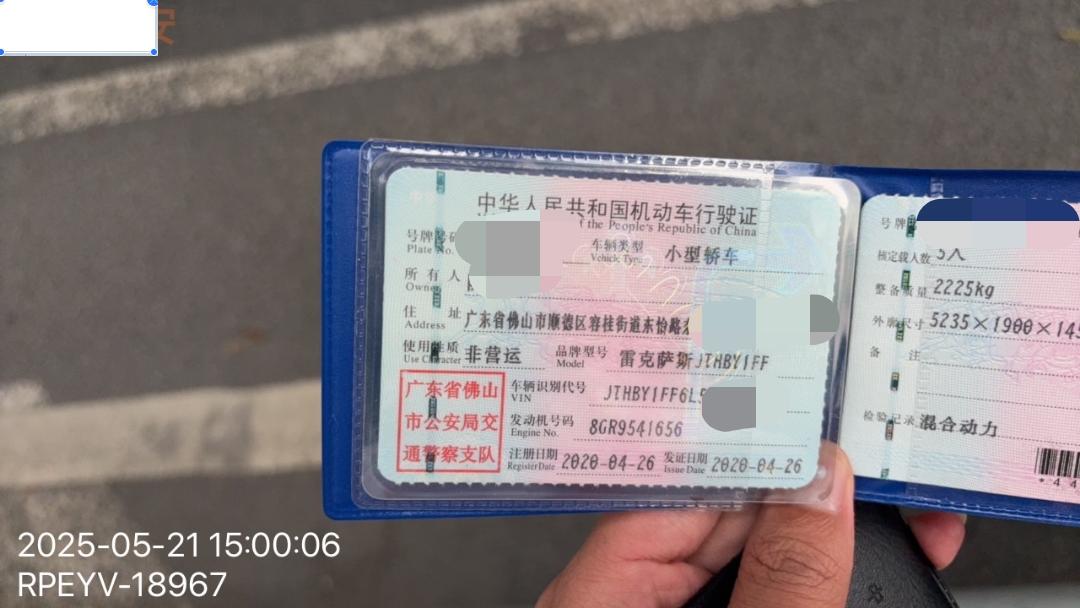 安
中华人民共和国机动车行驶证
of the People's Republic of China
号牌号码
Plate No.
车辆类型 小型轿车
Vehicle Type
所有人
Owner
住址 广东省佛山市顺德区容桂街道东怡路
Address
使用性质 非营运 品牌型号 雷克萨斯JTHBY1FF
Use Character Model
广东省佛山
市公安局交
通警察支队
车辆识别代号 JTHBY1FF6L5
VIN
发动机号码 8GR9541656
Engine No.
注册日期 2020-04-26 发证日期 2020-04-26
Register Date Issue Date
号牌
核定载人数 5人
整备质量 2225kg
外廓尺寸 5235×1900×145
备注
检验记录 混合动力
*44
2025-05-21 15:00:06
RPEYV-18967